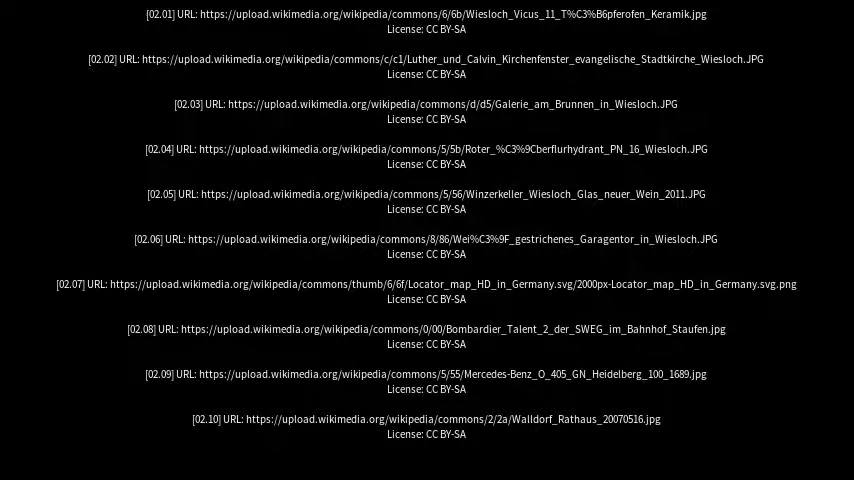 [02.01] URL: https://upload.wikimedia.org/wikipedia/commons/6/6b/Wiesloch_Vicus_11_T%C3%B6pferofen_Keramik.jpg
License: CC BY-SA
[02.02] URL: https://upload.wikimedia.org/wikipedia/commons/c/c1/Luther_und_Calvin_Kirchenfenster_evangelische_Stadtkirche_Wiesloch.JPG
License: CC BY-SA
[02.03] URL: https://upload.wikimedia.org/wikipedia/commons/d/d5/Galerie_am_Brunnen_in_Wiesloch.JPG
License: CC BY-SA
[02.04] URL: https://upload.wikimedia.org/wikipedia/commons/5/5b/Roter_%C3%9Cberflurhydrant_PN_16_Wiesloch.JPG
License: CC BY-SA
[02.05] URL: https://upload.wikimedia.org/wikipedia/commons/5/56/Winzerkeller_Wiesloch_Glas_neuer_Wein_2011.JPG
License: CC BY-SA
[02.06] URL: https://upload.wikimedia.org/wikipedia/commons/8/86/Wei%C3%9F_gestrichenes_Garagentor_in_Wiesloch.JPG
License: CC BY-SA
[02.07] URL: https://upload.wikimedia.org/wikipedia/commons/thumb/6/6f/Locator_map_HD_in_Germany.svg/2000px-Locator_map_HD_in_Germany.svg.png
License: CC BY-SA
[02.08] URL: https://upload.wikimedia.org/wikipedia/commons/0/00/Bombardier_Talent_2_der_SWEG_im_Bahnhof_Staufen.jpg
License: CC BY-SA
[02.09] URL: https://upload.wikimedia.org/wikipedia/commons/5/55/Mercedes-Benz_O_405_GN_Heidelberg_100_1689.jpg
License: CC BY-SA
[02.10] URL: https://upload.wikimedia.org/wikipedia/commons/2/2a/Walldorf_Rathaus_20070516.jpg
License: CC BY-SA